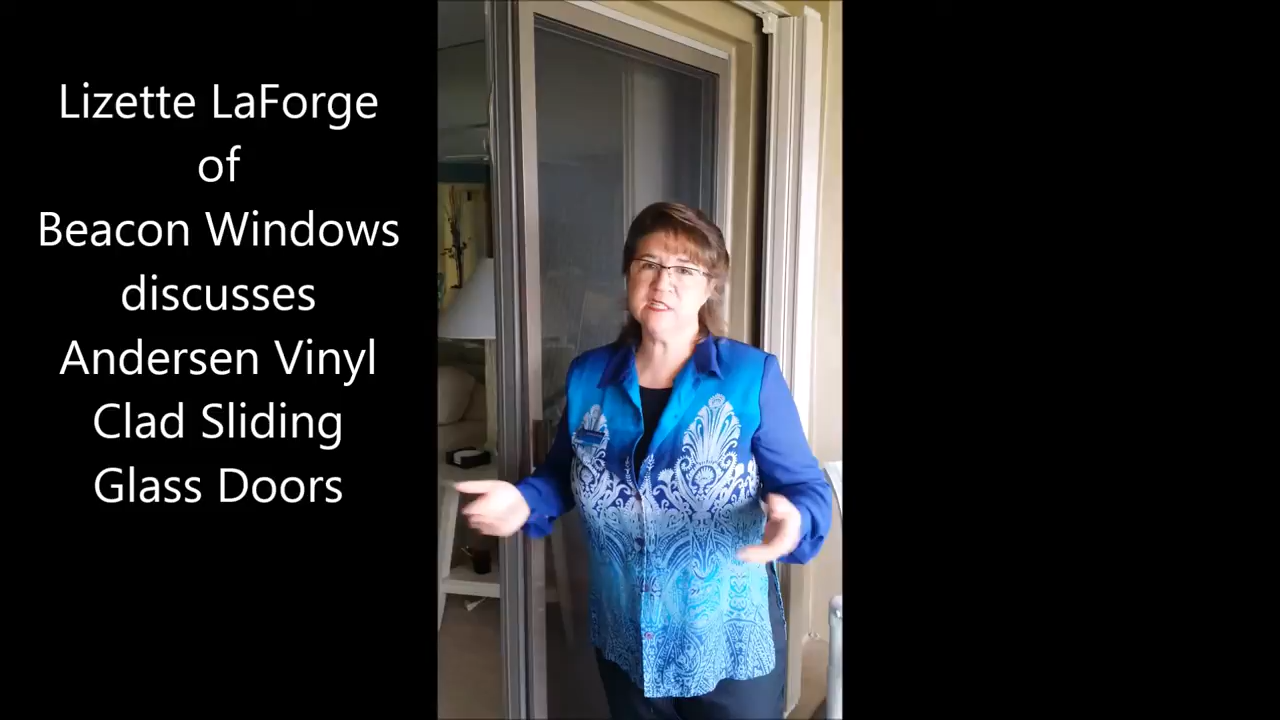 Lizette LaForge
of
Beacon Windows
discusses
Andersen Vinyl
Clad Sliding
Glass Doors